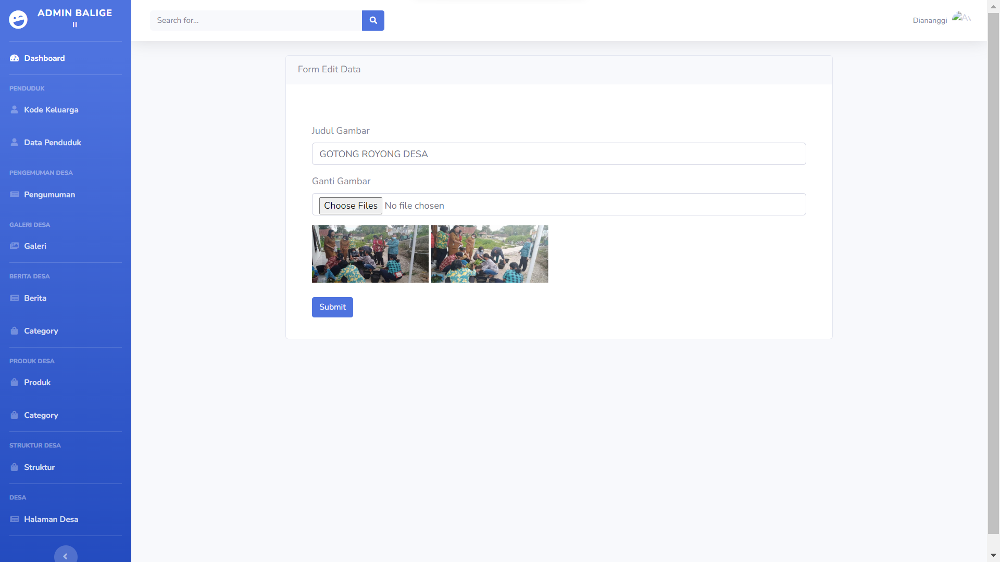 ADMIN BALIGE
II
Dashboard
PENDUDUK
Kode Keluarga
Data Penduduk
PENGEMUMAN DESA
Pengumuman
GALERI DESA
Galeri
BERITA DESA
Berita
Category
PRODUK DESA
Produk
Category
STRUKTUR DESA
Struktur
DESA
Halaman Desa
Search for...
Diananggi
Form Edit Data
Judul Gambar
GOTONG ROYONG DESA
Ganti Gambar
Choose Files No file chosen
Submit